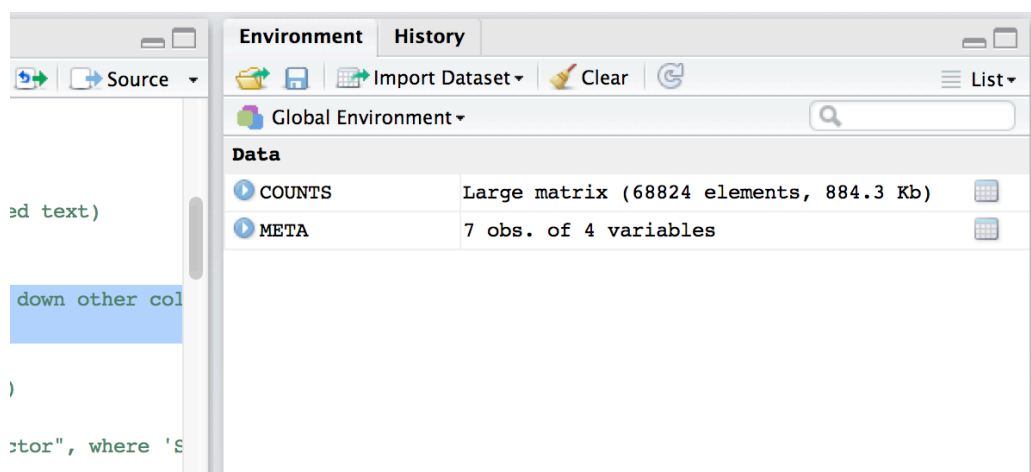 Source
ed text)
down other col
)
ctor", where 'S
Environment History
Import Dataset Clear List
Global Environment
Data
COUNTS Large matrix (68824 elements, 884.3 Kb)
META 7 obs. of 4 variables